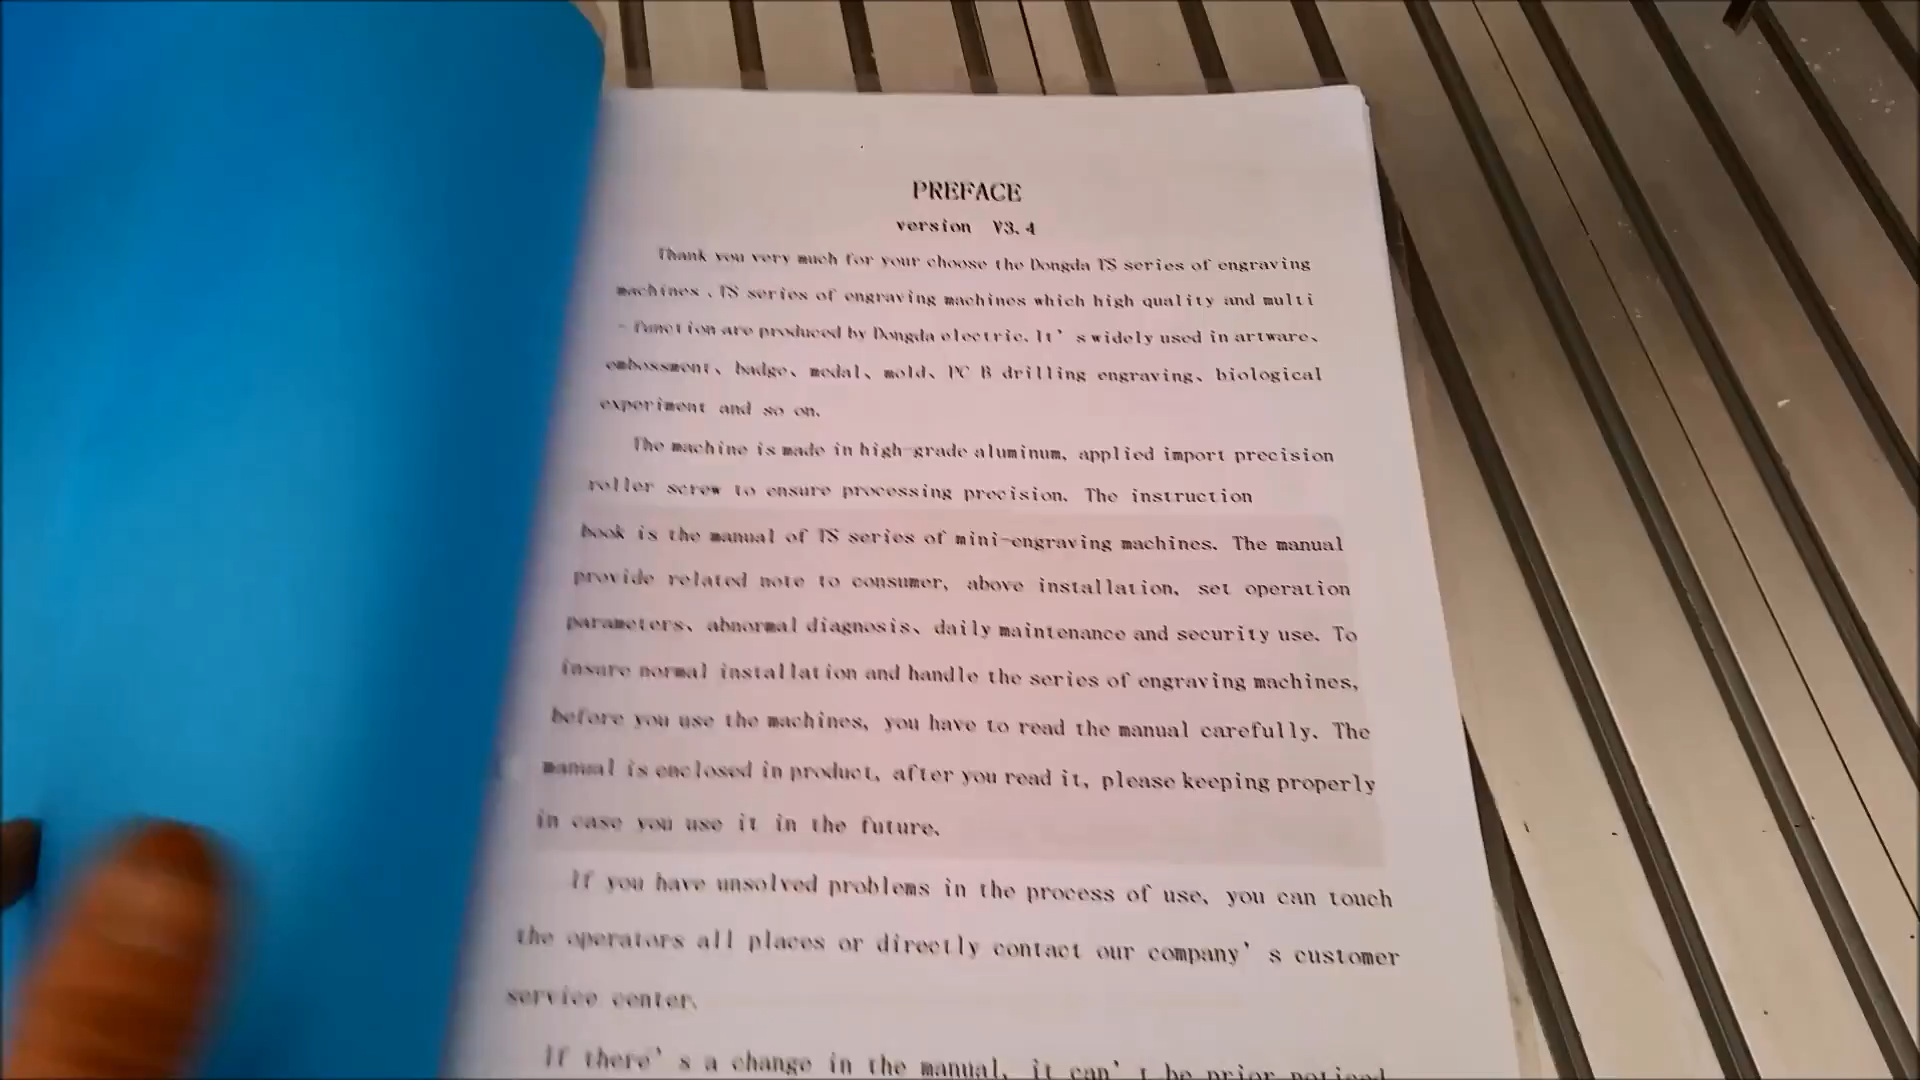 PREFACE
version V3.4
Thank you very much for your choose the Dongda TS series of engraving
machines .TS series of engraving machines which high quality and multi
-function are produced by Dongda electric. It's widely used in artware、
embossment、badge、medal、mold、PC B drilling engraving、biological
experiment and so on.
The machine is made in high-grade aluminum, applied import precision
roller screw to ensure processing precision. The instruction
book is the manual of TS series of mini-engraving machines. The manual
provide related note to consumer, above installation, set operation
parameters、abnormal diagnosis、daily maintenance and security use. To
insure normal installation and handle the series of engraving machines,
before you use the machines, you have to read the manual carefully. The
manual is enclosed in product, after you read it, please keeping properly
in case you use it in the future.
If you have unsolved problems in the process of use, you can touch
the operators all places or directly contact our company's customer
service center.
If there's a change in the manual, it can't be prior noticed